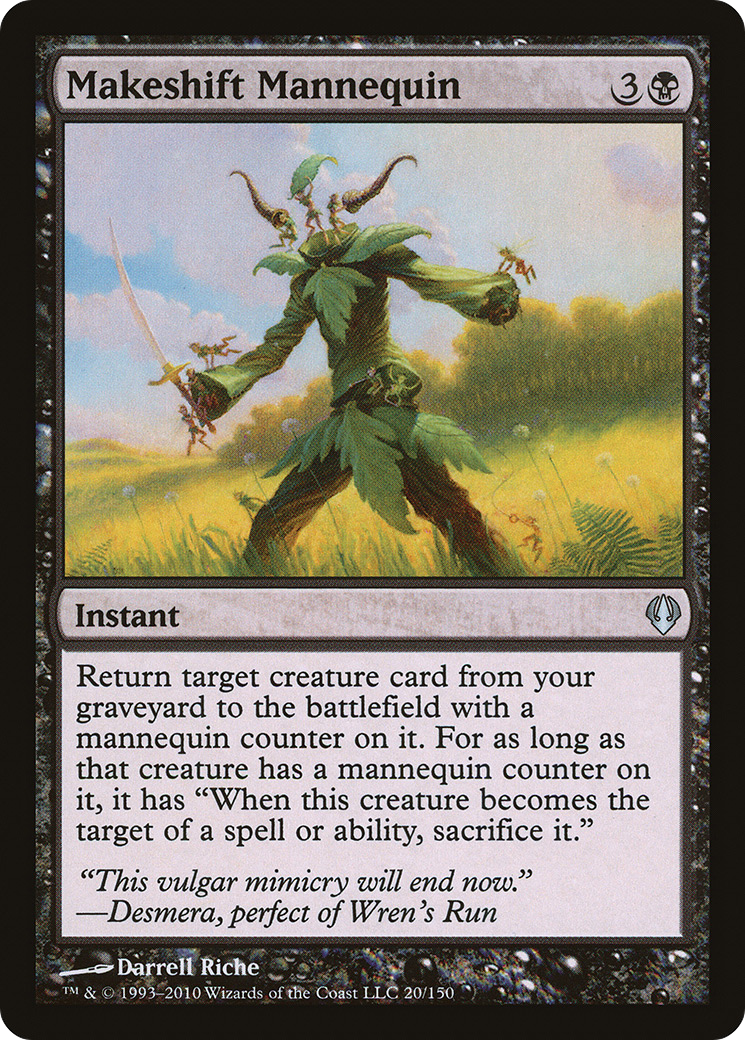 Makeshift Mannequin 3
Instant
Return target creature card from your
graveyard to the battlefield with a
mannequin counter on it. For as long as
that creature has a mannequin counter on
it, it has “When this creature becomes the
target of a spell or ability, sacrifice it.”
“This vulgar mimicry will end now.”
—Desmera, perfect of Wren’s Run
Darrell Riche
™ & © 1993–2010 Wizards of the Coast LLC 20/150